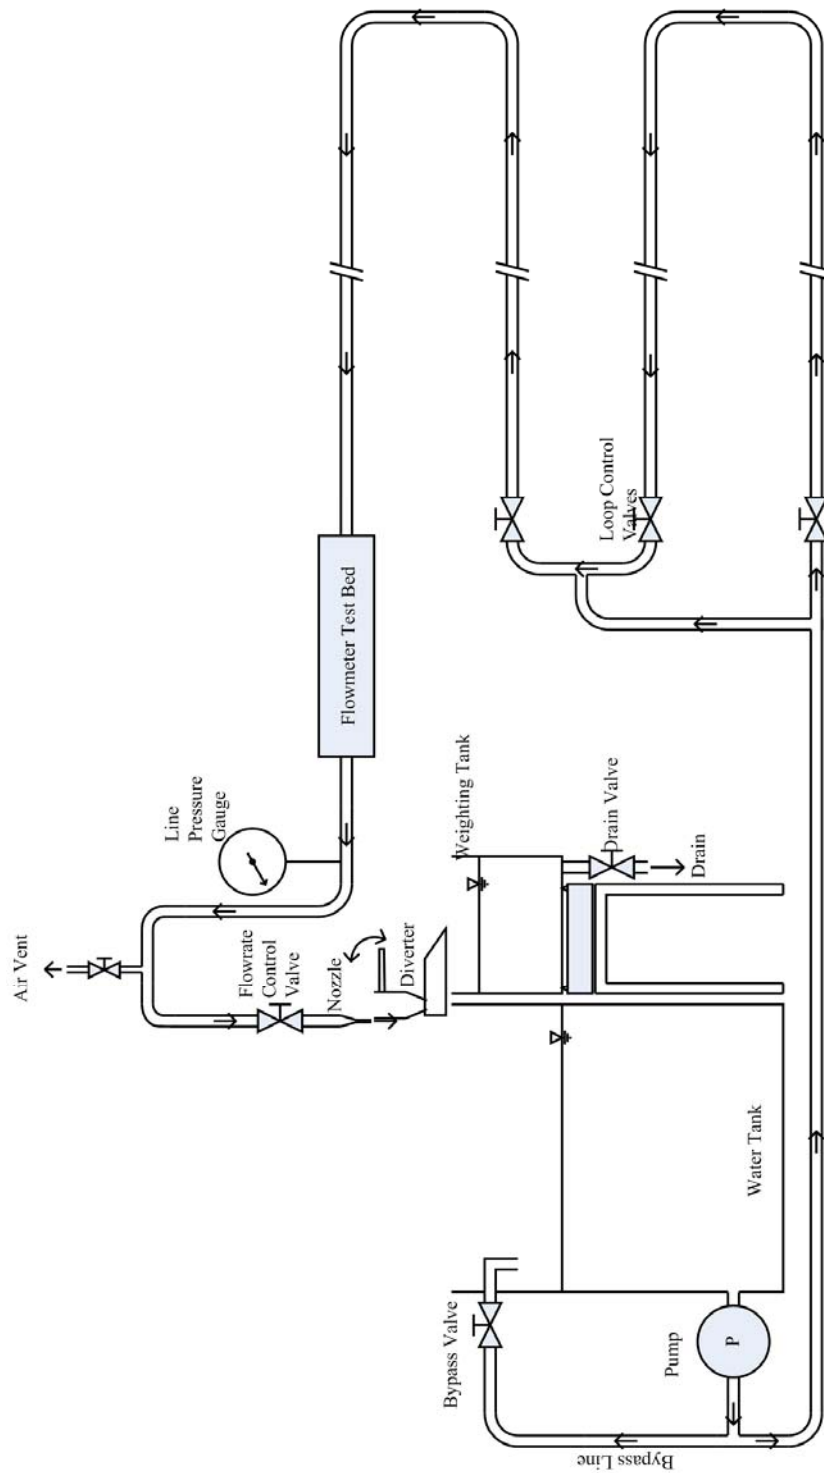 Air Vent
Line
Pressure
Gauge
Flowrate
Control
Valve
Nozzle
Diverter
Flowmeter Test Bed
Weighting Tank
Drain Valve
Drain
Loop Control
Valves
Water Tank
Bypass Valve
Pump
P
Bypass Line